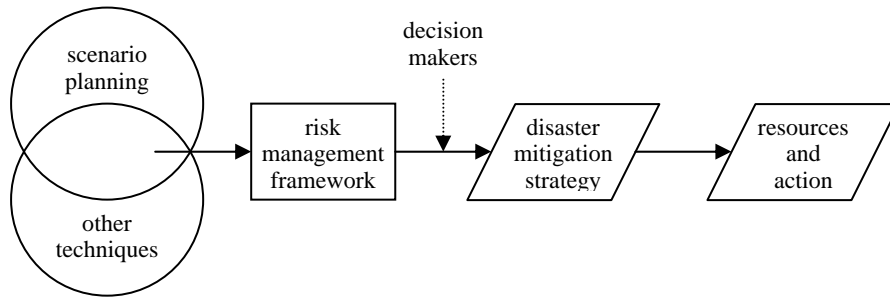 scenario
planning
other
techniques
risk
management
framework
decision
makers
disaster
mitigation
strategy
resources
and
action